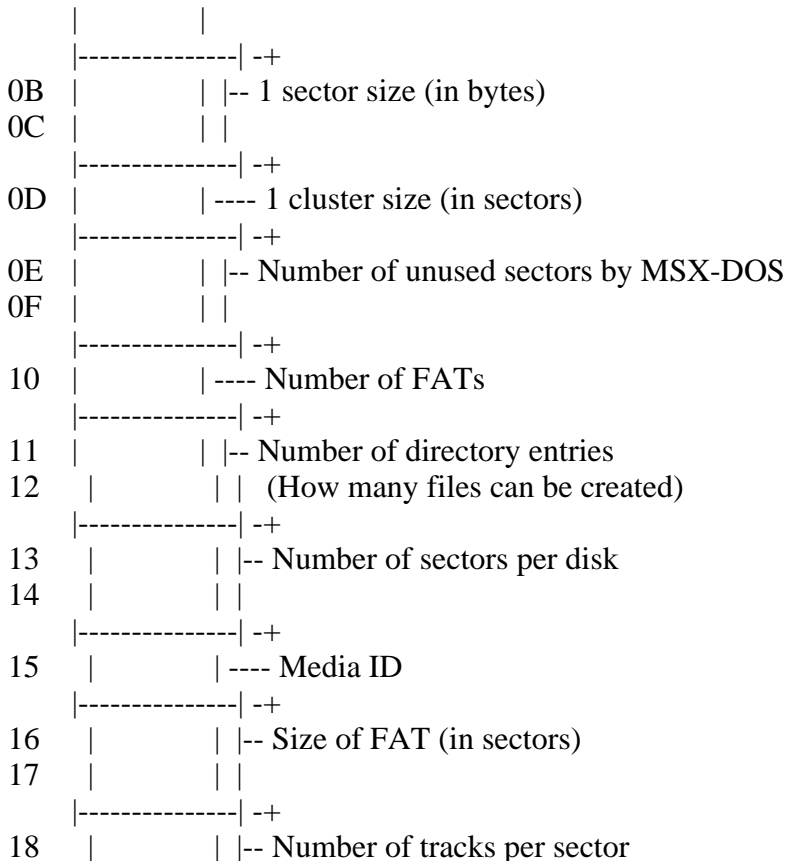 | |
|---------------| -+
0B | | |-- 1 sector size (in bytes)
0C | | |
|---------------| -+
0D | | ---- 1 cluster size (in sectors)
|---------------| -+
0E | | |-- Number of unused sectors by MSX-DOS
0F | | |
|---------------| -+
10 | | ---- Number of FATs
|---------------| -+
11 | | |-- Number of directory entries
12 | | | (How many files can be created)
|---------------| -+
13 | | |-- Number of sectors per disk
14 | | |
|---------------| -+
15 | | ---- Media ID
|---------------| -+
16 | | |-- Size of FAT (in sectors)
17 | | |
|---------------| -+
18 | | |-- Number of tracks per sector